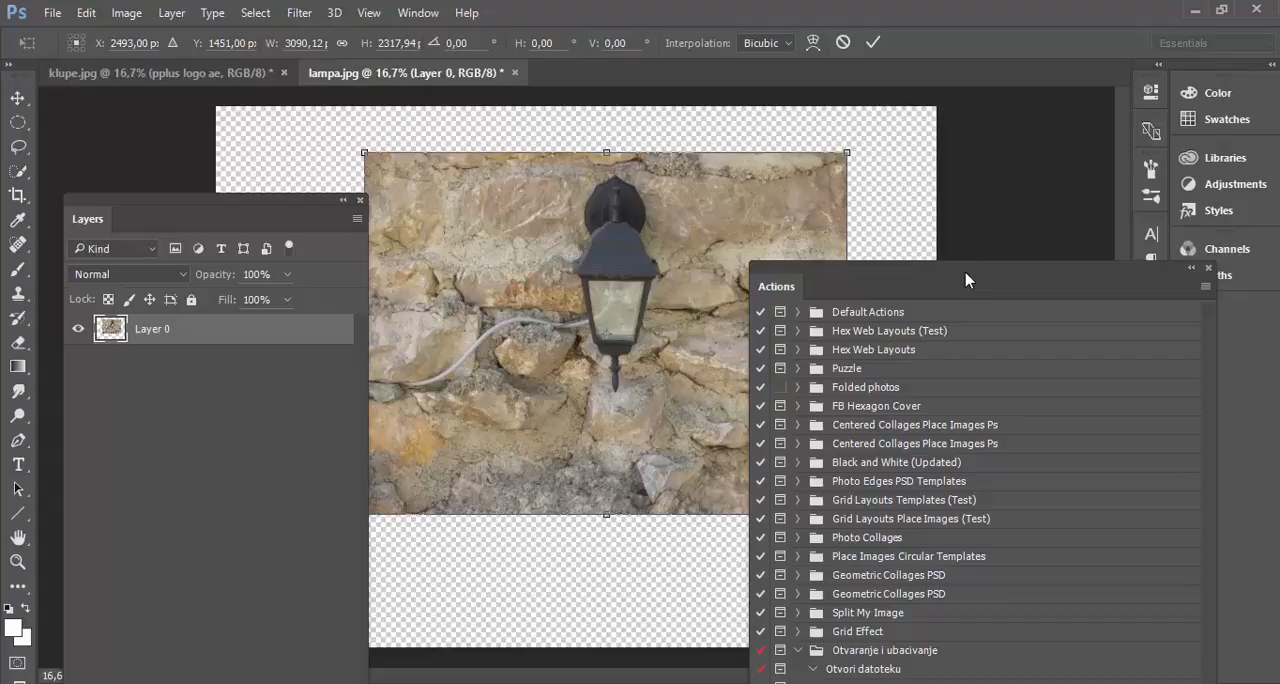 Ps File Edit Image Layer Type Select Filter 3D View Window Help
X: 2493,00 px Y: 1451,00 px W: 3090,12 px H: 2317,94 px 0,00 ° H: 0,00 ° V: 0,00 ° Interpolation: Bicubic Essentials
klupe.jpg @ 16,7% (pplus logo ae, RGB/8) * × lampa.jpg @ 16,7% (Layer 0, RGB/8) * ×
Color
Swatches
Libraries
Adjustments
Styles
Channels
Layers
Kind
Normal Opacity: 100%
Lock: Fill: 100%
Layer 0
Actions
Default Actions
Hex Web Layouts (Test)
Hex Web Layouts
Puzzle
Folded photos
FB Hexagon Cover
Centered Collages Place Images Ps
Centered Collages Place Images Ps
Black and White (Updated)
Photo Edges PSD Templates
Grid Layouts Templates (Test)
Grid Layouts Place Images (Test)
Photo Collages
Place Images Circular Templates
Geometric Collages PSD
Geometric Collages PSD
Split My Image
Grid Effect
Otvaranje i ubacivanje
Otvori datoteku